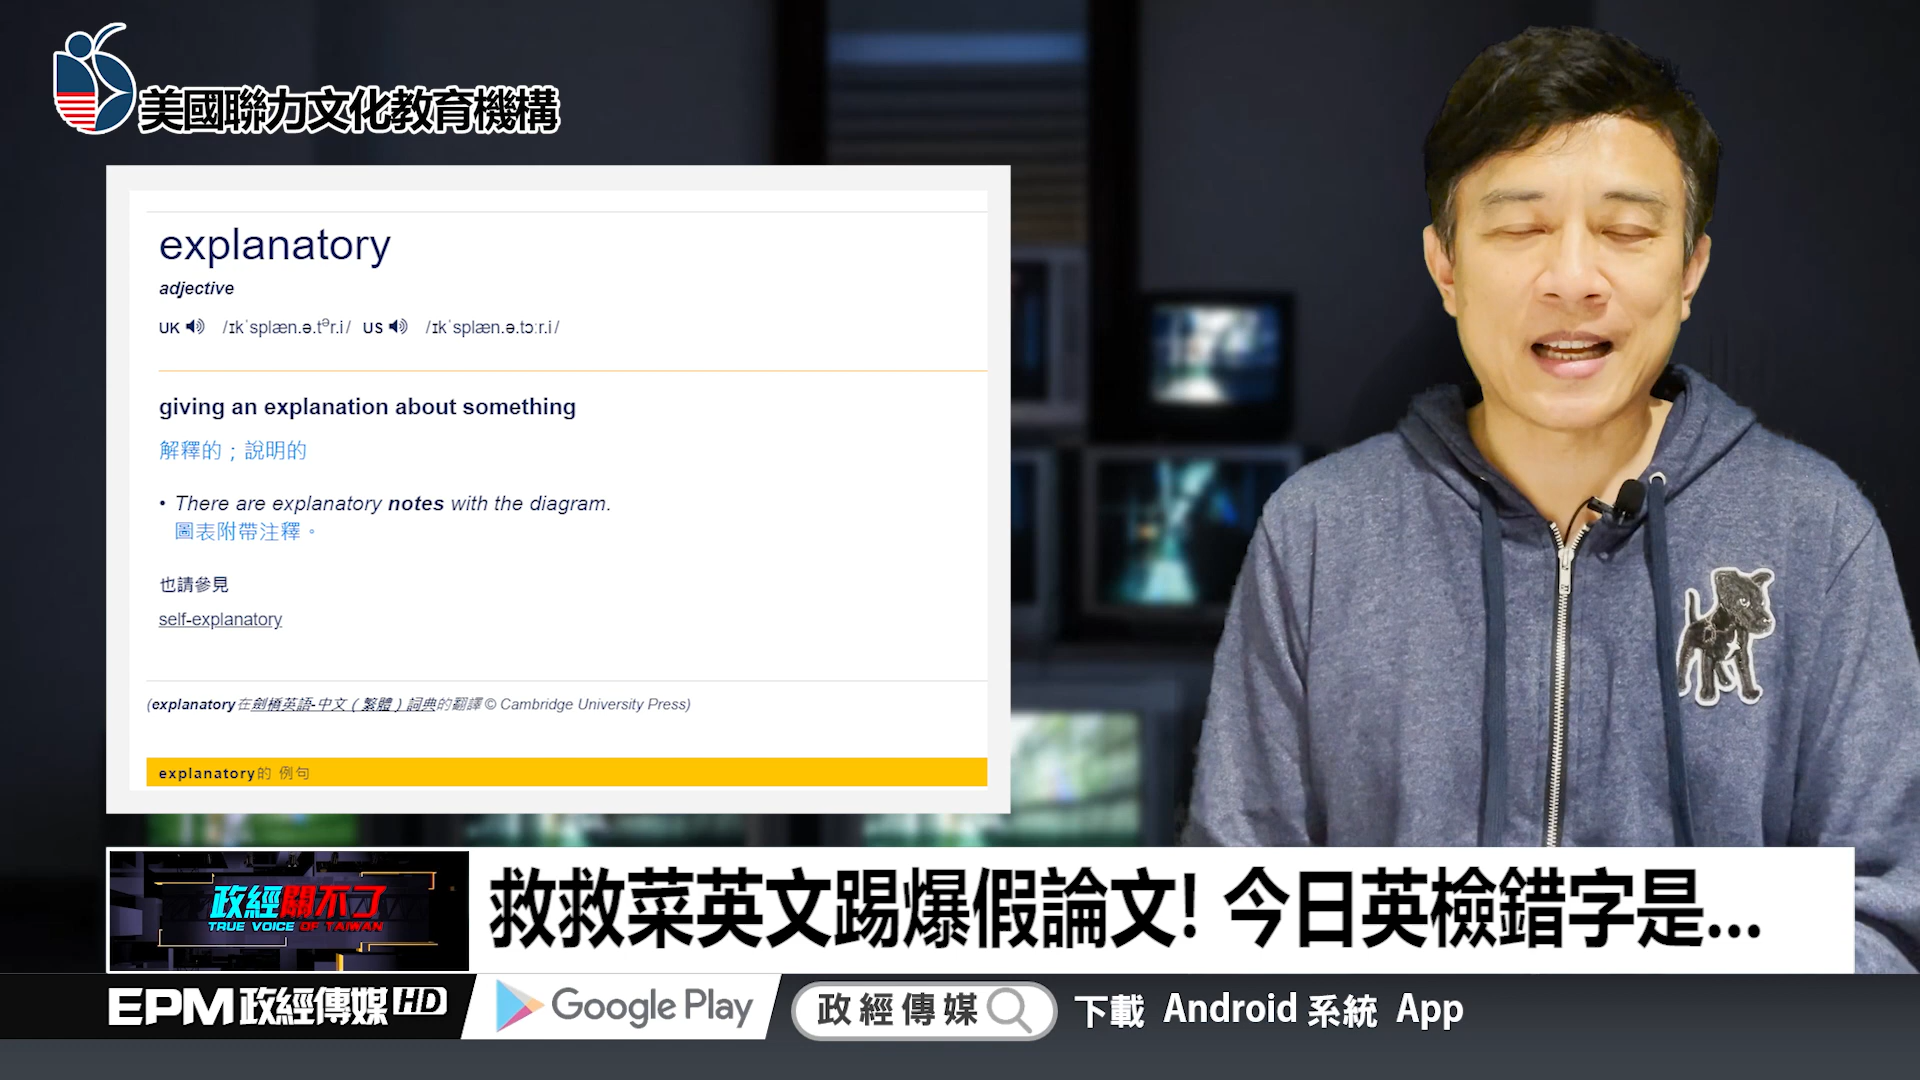 美國聯力文化教育機構
explanatory
adjective
UK /ɪkˈsplæn.ə.tᵊr.i/ US /ɪkˈsplæn.ə.tɔːr.i/
giving an explanation about something
解釋的；說明的
• There are explanatory notes with the diagram.
圖表附帶注釋。
也請參見
self-explanatory
(explanatory在劍橋英語-中文（繁體）詞典的翻譯 © Cambridge University Press)
explanatory的 例句
政經關不了
TRUE VOICE OF TAIWAN
救救菜英文踢爆假論文! 今日英檢錯字是...
EPM 政經傳媒 HD
Google Play
政經傳媒
下載 Android 系統 App